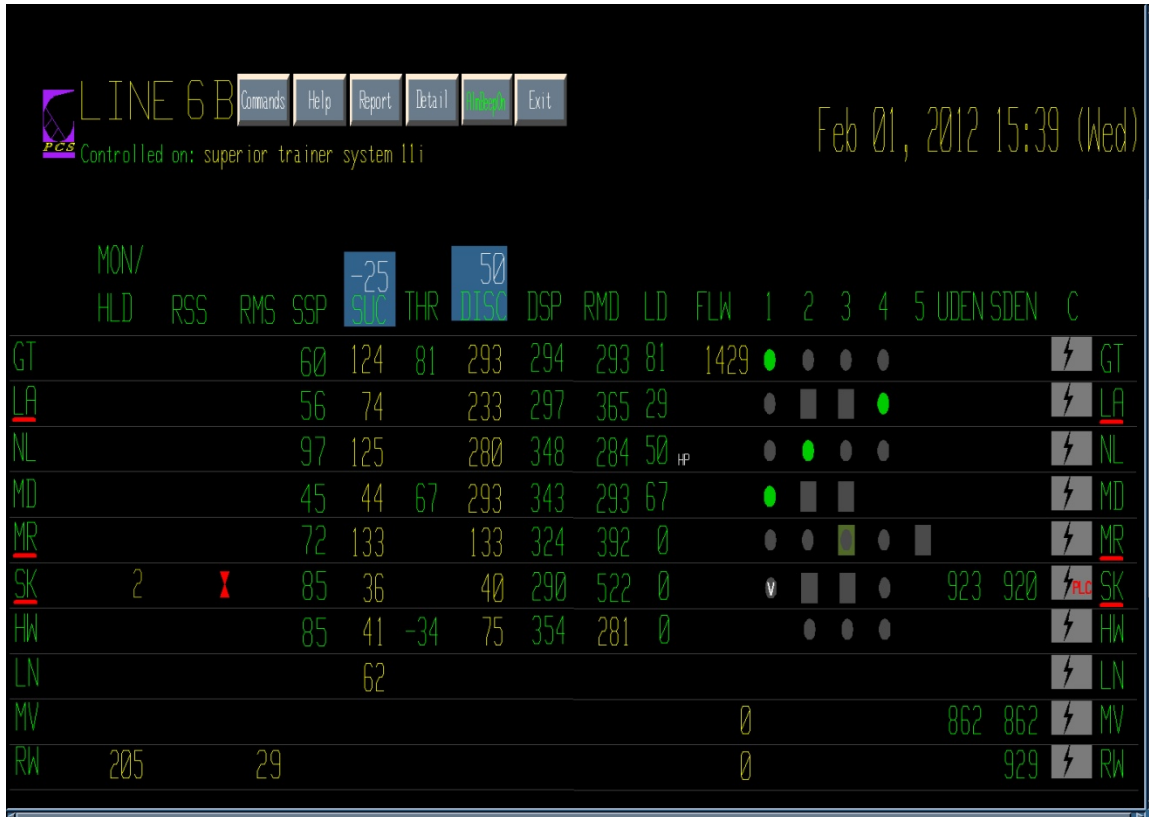 LINE 6B Commands Help Report Detail AlmBeepOn Exit
PCS Controlled on: superior trainer system 11i
Feb 01, 2012 15:39 (Wed)
MON/ -25 50
HLD RSS RMS SSP SUC THR DISC DSP RMD LD FLW 1 2 3 4 5 UDEN SDEN C
GT 60 124 81 293 294 293 81 1429 GT
LA 56 74 233 297 365 29 LA
NL 97 125 280 348 284 50 HP NL
MD 45 44 67 293 343 293 67 MD
MR 72 133 133 324 392 0 MR
SK 2 85 36 40 290 522 0 V 923 920 PLC SK
HW 85 41 -34 75 354 281 0 HW
LN 62 LN
MV 0 862 862 MV
RW 205 29 0 929 RW